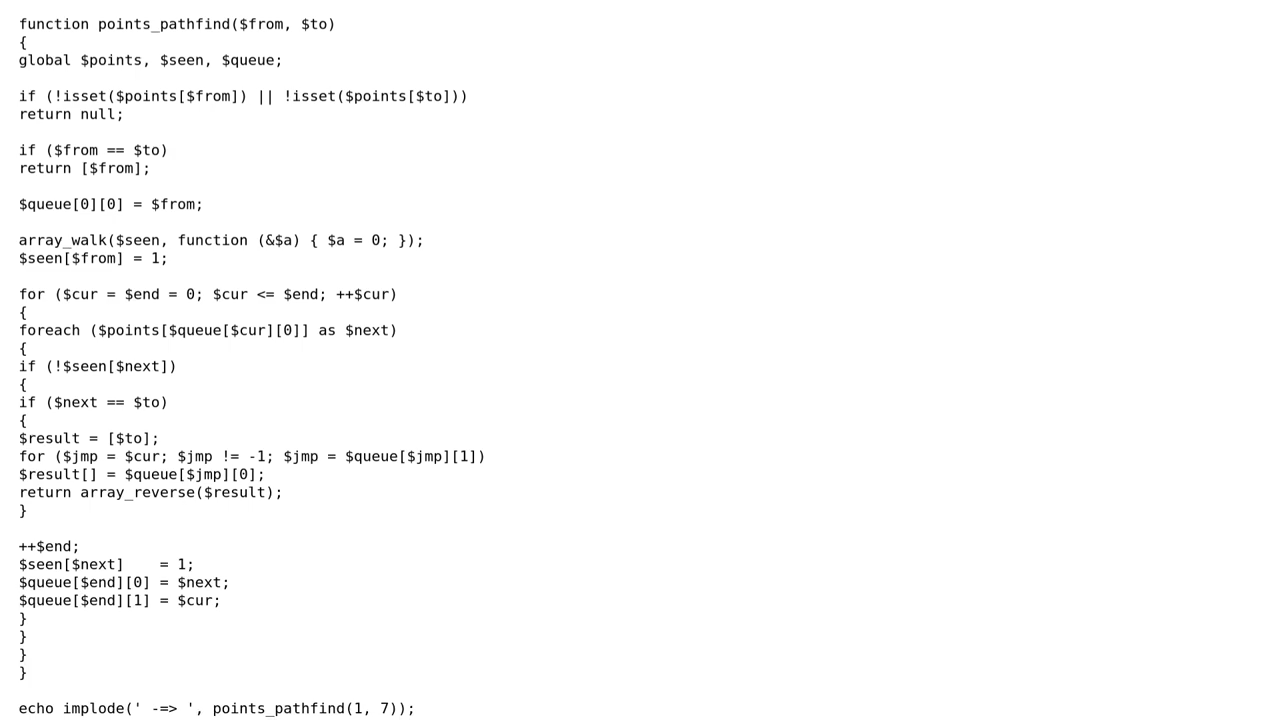 function points_pathfind($from, $to)
{
global $points, $seen, $queue;

if (!isset($points[$from]) || !isset($points[$to]))
return null;

if ($from == $to)
return [$from];

$queue[0][0] = $from;

array_walk($seen, function (&$a) { $a = 0; });
$seen[$from] = 1;

for ($cur = $end = 0; $cur <= $end; ++$cur)
{
foreach ($points[$queue[$cur][0]] as $next)
{
if (!$seen[$next])
{
if ($next == $to)
{
$result = [$to];
for ($jmp = $cur; $jmp != -1; $jmp = $queue[$jmp][1])
$result[] = $queue[$jmp][0];
return array_reverse($result);
}

++$end;
$seen[$next]    = 1;
$queue[$end][0] = $next;
$queue[$end][1] = $cur;
}
}
}
}

echo implode(' -=> ', points_pathfind(1, 7));